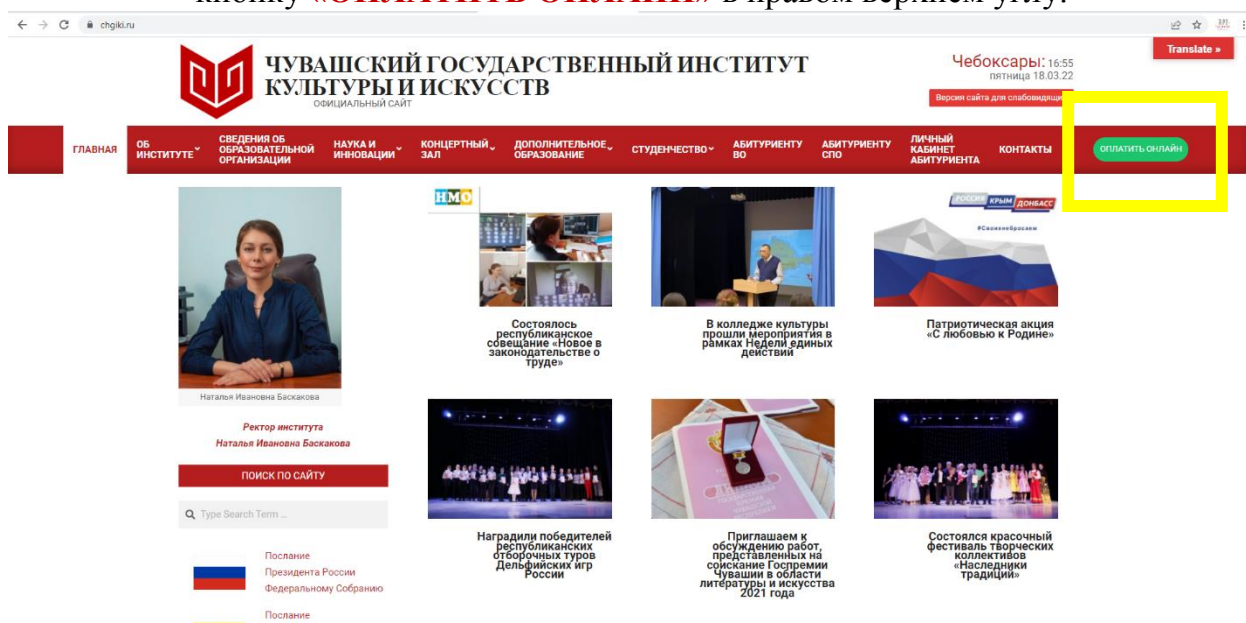 кнопку «ОПЛАТИТЬ ОНЛАЙН» в правом верхнем углу.
chgiki.ru
Translate »
ЧУВАШСКИЙ ГОСУДАРСТВЕННЫЙ ИНСТИТУТ
КУЛЬТУРЫ И ИСКУССТВ
ОФИЦИАЛЬНЫЙ САЙТ
Чебоксары: 16:55
пятница 18.03.22
Версия сайта для слабовидящи
ГЛАВНАЯ
ОБ
ИНСТИТУТЕ
СВЕДЕНИЯ ОБ
ОБРАЗОВАТЕЛЬНОЙ
ОРГАНИЗАЦИИ
НАУКА И
ИННОВАЦИИ
КОНЦЕРТНЫЙ
ЗАЛ
ДОПОЛНИТЕЛЬНОЕ
ОБРАЗОВАНИЕ
СТУДЕНЧЕСТВО
АБИТУРИЕНТУ
ВО
АБИТУРИЕНТУ
СПО
ЛИЧНЫЙ
КАБИНЕТ
АБИТУРИЕНТА
КОНТАКТЫ
ОПЛАТИТЬ ОНЛАЙН
Наталья Ивановна Баскакова
Ректор института
Наталья Ивановна Баскакова
ПОИСК ПО САЙТУ
Type Search Term ...
Послание
Президента России
Федеральному Собранию
Послание
НМО
Состоялось
республиканское
совещание «Новое в
законодательстве о
труде»
В колледже культуры
прошли мероприятия в
рамках Недели единых
действий
РОССИЯ КРЫМ ДОНБАСС
#Своихнебросаем
Патриотическая акция
«С любовью к Родине»
Наградили победителей
республиканских
отборочных туров
Дельфийских игр
России
Приглашаем к
обсуждению работ,
представленных на
соискание Госпремии
Чувашии в области
литературы и искусства
2021 года
Состоялся красочный
фестиваль творческих
коллективов
«Наследники
традиций»